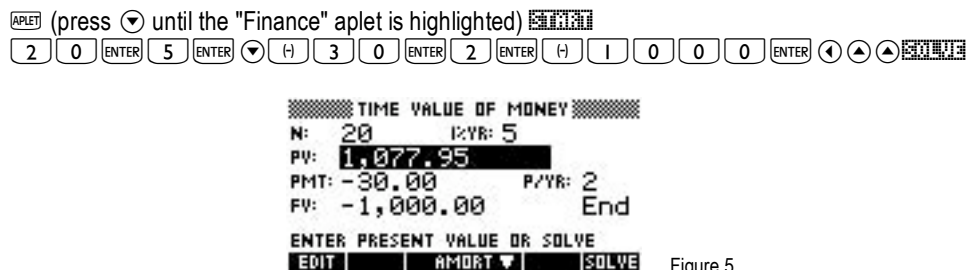 APLET (press ▼ until the "Finance" aplet is highlighted) START
2 0 ENTER 5 ENTER ▼ (-) 3 0 ENTER 2 ENTER (-) 1 0 0 0 ENTER ◀ ▲ ▲ SOLVE
TIME VALUE OF MONEY
N: 20 I%YR: 5
PV: 1,077.95
PMT: -30.00 P/YR: 2
FV: -1,000.00 End
ENTER PRESENT VALUE OR SOLVE
EDIT AMORT ▼ SOLVE
Figure 5